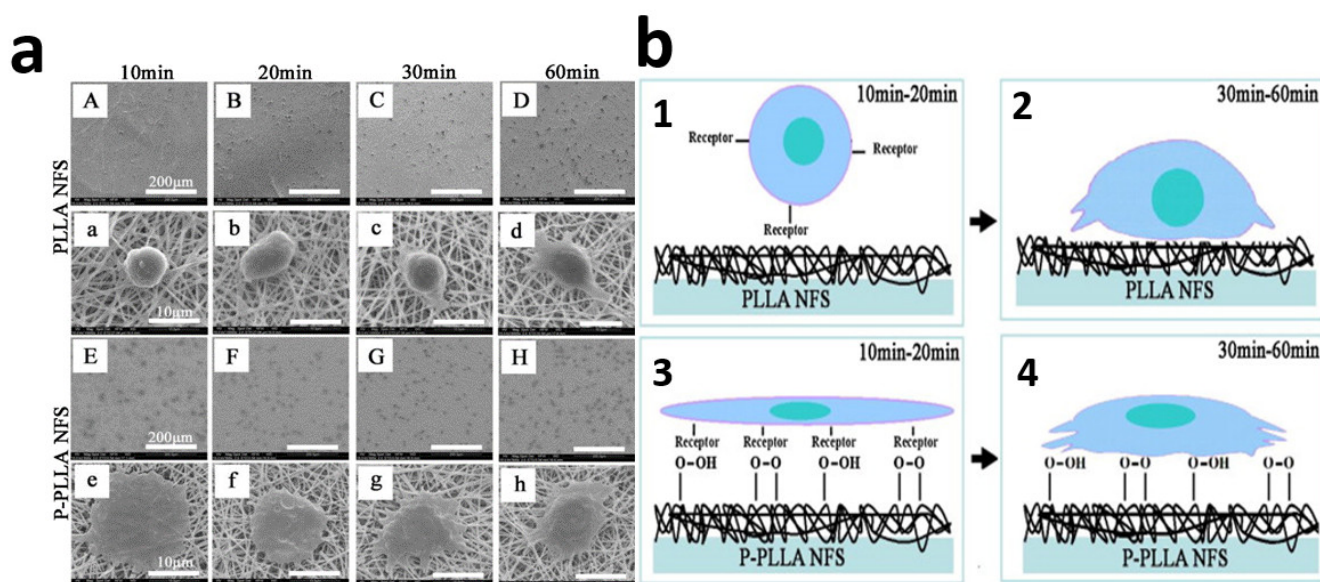 a
10min 20min 30min 60min
PLLA NFS
A B C D
200μm
a b c d
10μm
P-PLLA NFS
E F G H
200μm
e f g h
10μm
b
1
10min-20min
Receptor
Receptor
Receptor
PLLA NFS
2
30min-60min
PLLA NFS
3
10min-20min
Receptor Receptor Receptor Receptor
O-OH O-O O-OH O-O
P-PLLA NFS
4
30min-60min
O-OH O-O O-OH O-O
P-PLLA NFS